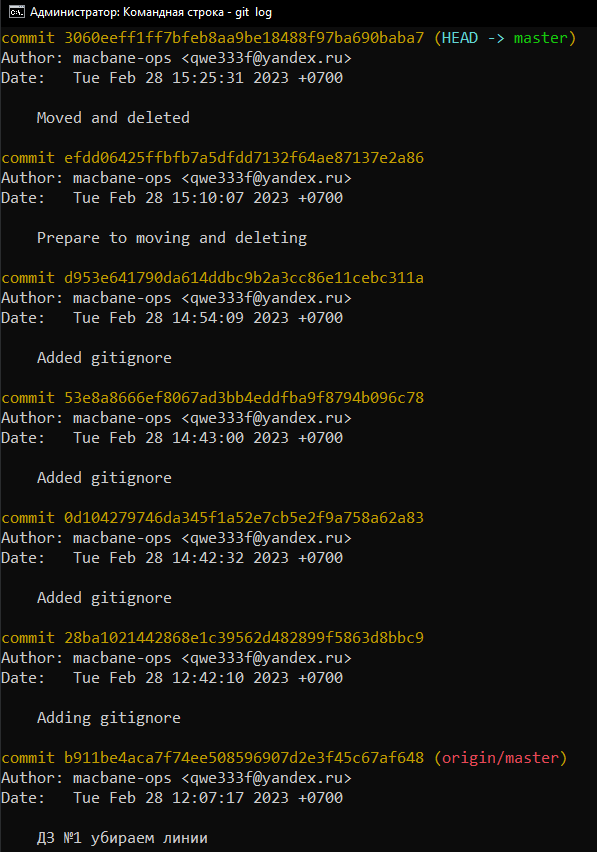 Администратор: Командная строка - git log
commit 3060eeff1ff7bfeb8aa9be18488f97ba690baba7 (HEAD -> master)
Author: macbane-ops <qwe333f@yandex.ru>
Date:   Tue Feb 28 15:25:31 2023 +0700
Moved and deleted
commit efdd06425ffbfb7a5dfdd7132f64ae87137e2a86
Author: macbane-ops <qwe333f@yandex.ru>
Date:   Tue Feb 28 15:10:07 2023 +0700
Prepare to moving and deleting
commit d953e641790da614ddbc9b2a3cc86e11cebc311a
Author: macbane-ops <qwe333f@yandex.ru>
Date:   Tue Feb 28 14:54:09 2023 +0700
Added gitignore
commit 53e8a8666ef8067ad3bb4eddfba9f8794b096c78
Author: macbane-ops <qwe333f@yandex.ru>
Date:   Tue Feb 28 14:43:00 2023 +0700
Added gitignore
commit 0d104279746da345f1a52e7cb5e2f9a758a62a83
Author: macbane-ops <qwe333f@yandex.ru>
Date:   Tue Feb 28 14:42:32 2023 +0700
Added gitignore
commit 28ba1021442868e1c39562d482899f5863d8bbc9
Author: macbane-ops <qwe333f@yandex.ru>
Date:   Tue Feb 28 12:42:10 2023 +0700
Adding gitignore
commit b911be4aca7f74ee508596907d2e3f45c67af648 (origin/master)
Author: macbane-ops <qwe333f@yandex.ru>
Date:   Tue Feb 28 12:07:17 2023 +0700
ДЗ №1 убираем линии